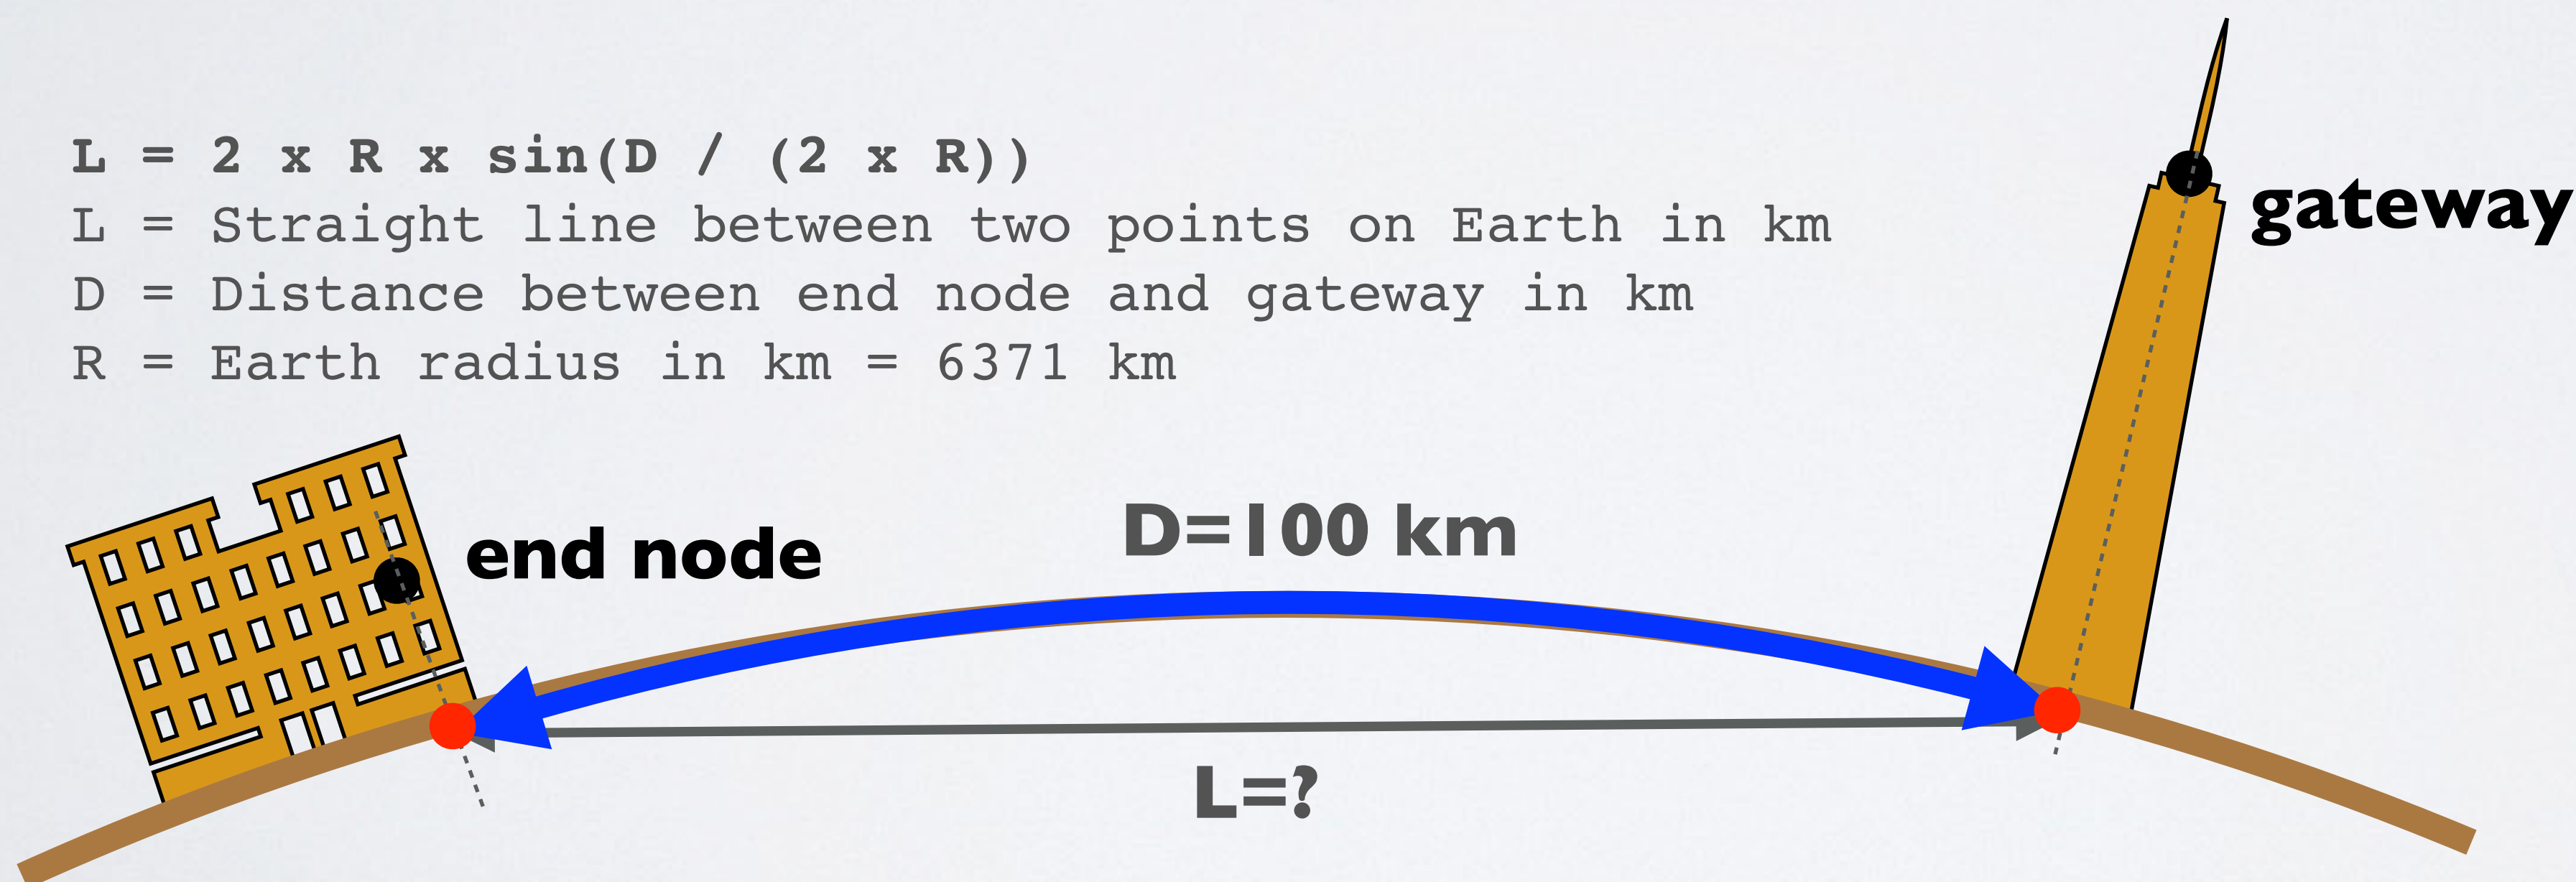 L = 2 x R x sin(D / (2 x R))
L = Straight line between two points on Earth in km
D = Distance between end node and gateway in km
R = Earth radius in km = 6371 km
gateway
end node
D=100 km
L=?